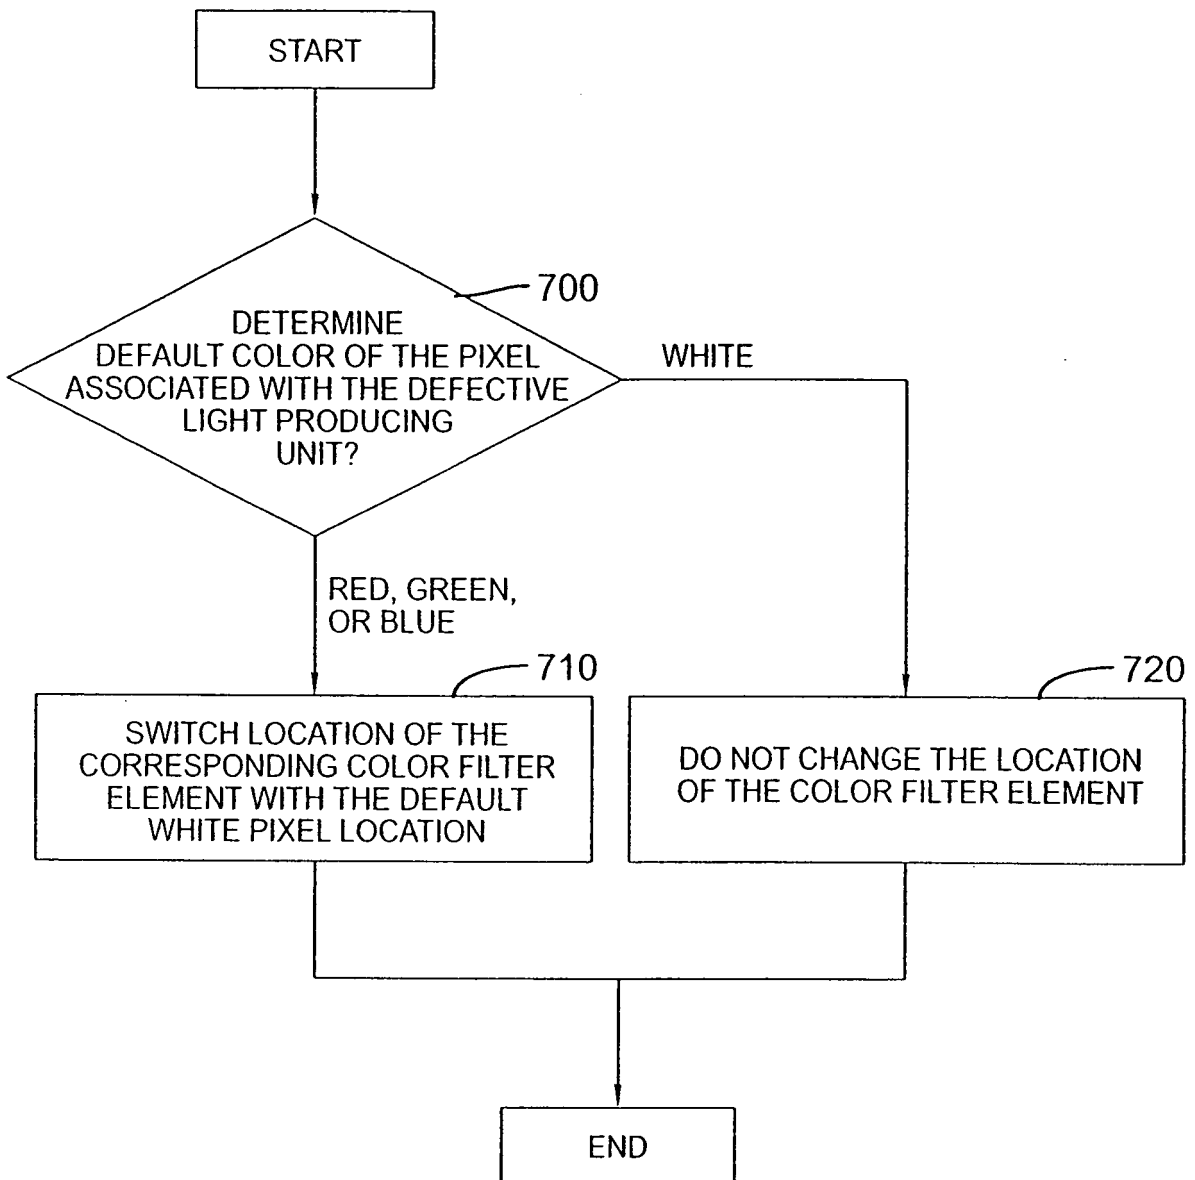 START
700
DETERMINE
DEFAULT COLOR OF THE PIXEL
ASSOCIATED WITH THE DEFECTIVE
LIGHT PRODUCING
UNIT?
WHITE
RED, GREEN,
OR BLUE
710
SWITCH LOCATION OF THE
CORRESPONDING COLOR FILTER
ELEMENT WITH THE DEFAULT
WHITE PIXEL LOCATION
720
DO NOT CHANGE THE LOCATION
OF THE COLOR FILTER ELEMENT
END